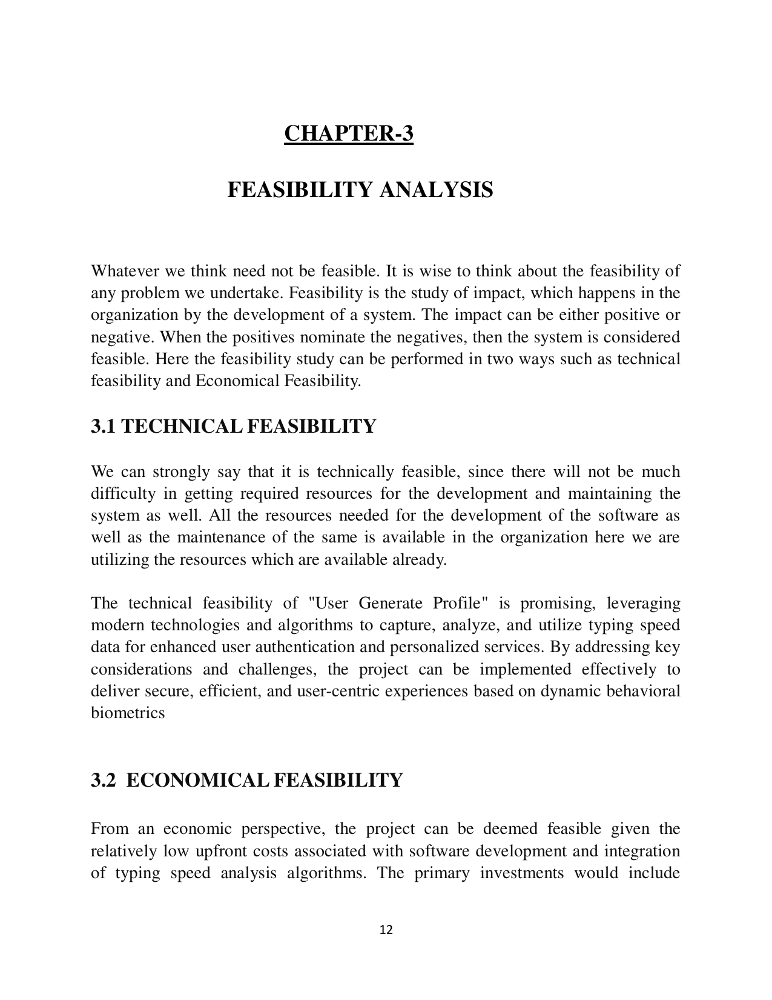 CHAPTER-3
FEASIBILITY ANALYSIS
Whatever we think need not be feasible. It is wise to think about the feasibility of
any problem we undertake. Feasibility is the study of impact, which happens in the
organization by the development of a system. The impact can be either positive or
negative. When the positives nominate the negatives, then the system is considered
feasible. Here the feasibility study can be performed in two ways such as technical
feasibility and Economical Feasibility.
3.1 TECHNICAL FEASIBILITY
We can strongly say that it is technically feasible, since there will not be much
difficulty in getting required resources for the development and maintaining the
system as well. All the resources needed for the development of the software as
well as the maintenance of the same is available in the organization here we are
utilizing the resources which are available already.
The technical feasibility of "User Generate Profile" is promising, leveraging
modern technologies and algorithms to capture, analyze, and utilize typing speed
data for enhanced user authentication and personalized services. By addressing key
considerations and challenges, the project can be implemented effectively to
deliver secure, efficient, and user-centric experiences based on dynamic behavioral
biometrics
3.2  ECONOMICAL FEASIBILITY
From an economic perspective, the project can be deemed feasible given the
relatively low upfront costs associated with software development and integration
of typing speed analysis algorithms. The primary investments would include
12